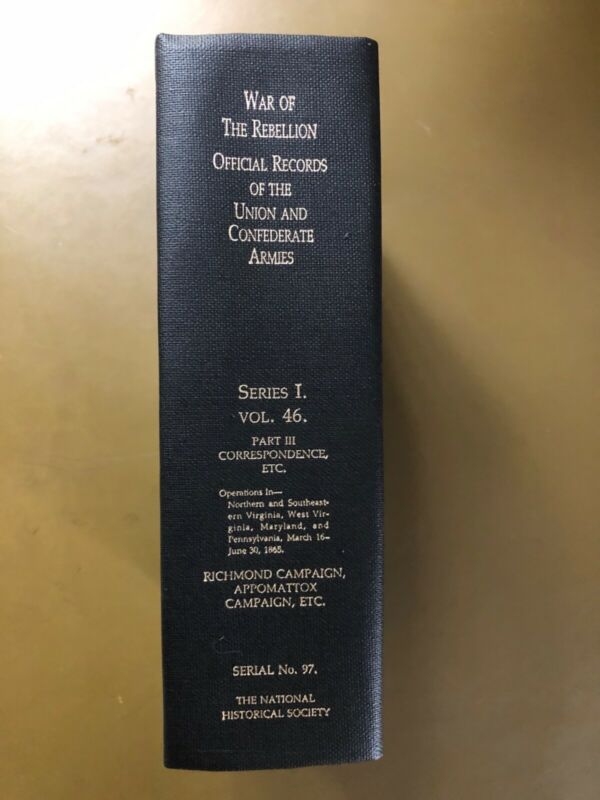 WAR OF
THE REBELLION
OFFICIAL RECORDS
OF THE
UNION AND
CONFEDERATE
ARMIES
SERIES I.
VOL. 46.
PART III
CORRESPONDENCE,
ETC.
Operations In—
Northern and Southeast-
ern Virginia, West Vir-
ginia, Maryland, and
Pennsylvania, March 16–
June 30, 1865.
RICHMOND CAMPAIGN,
APPOMATTOX
CAMPAIGN, ETC.
SERIAL No. 97.
THE NATIONAL
HISTORICAL SOCIETY